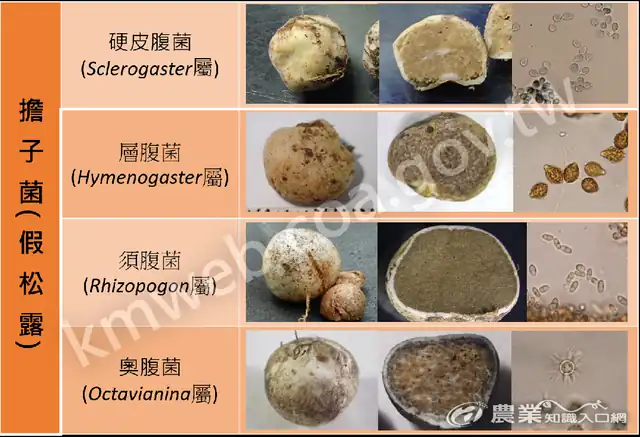 擔子菌(假松露)
硬皮腹菌
(Sclerogaster屬)
層腹菌
(Hymenogaster屬)
須腹菌
(Rhizopogon屬)
奧腹菌
(Octavianina屬)
kmweb.coa.gov.tw
農業知識入口網